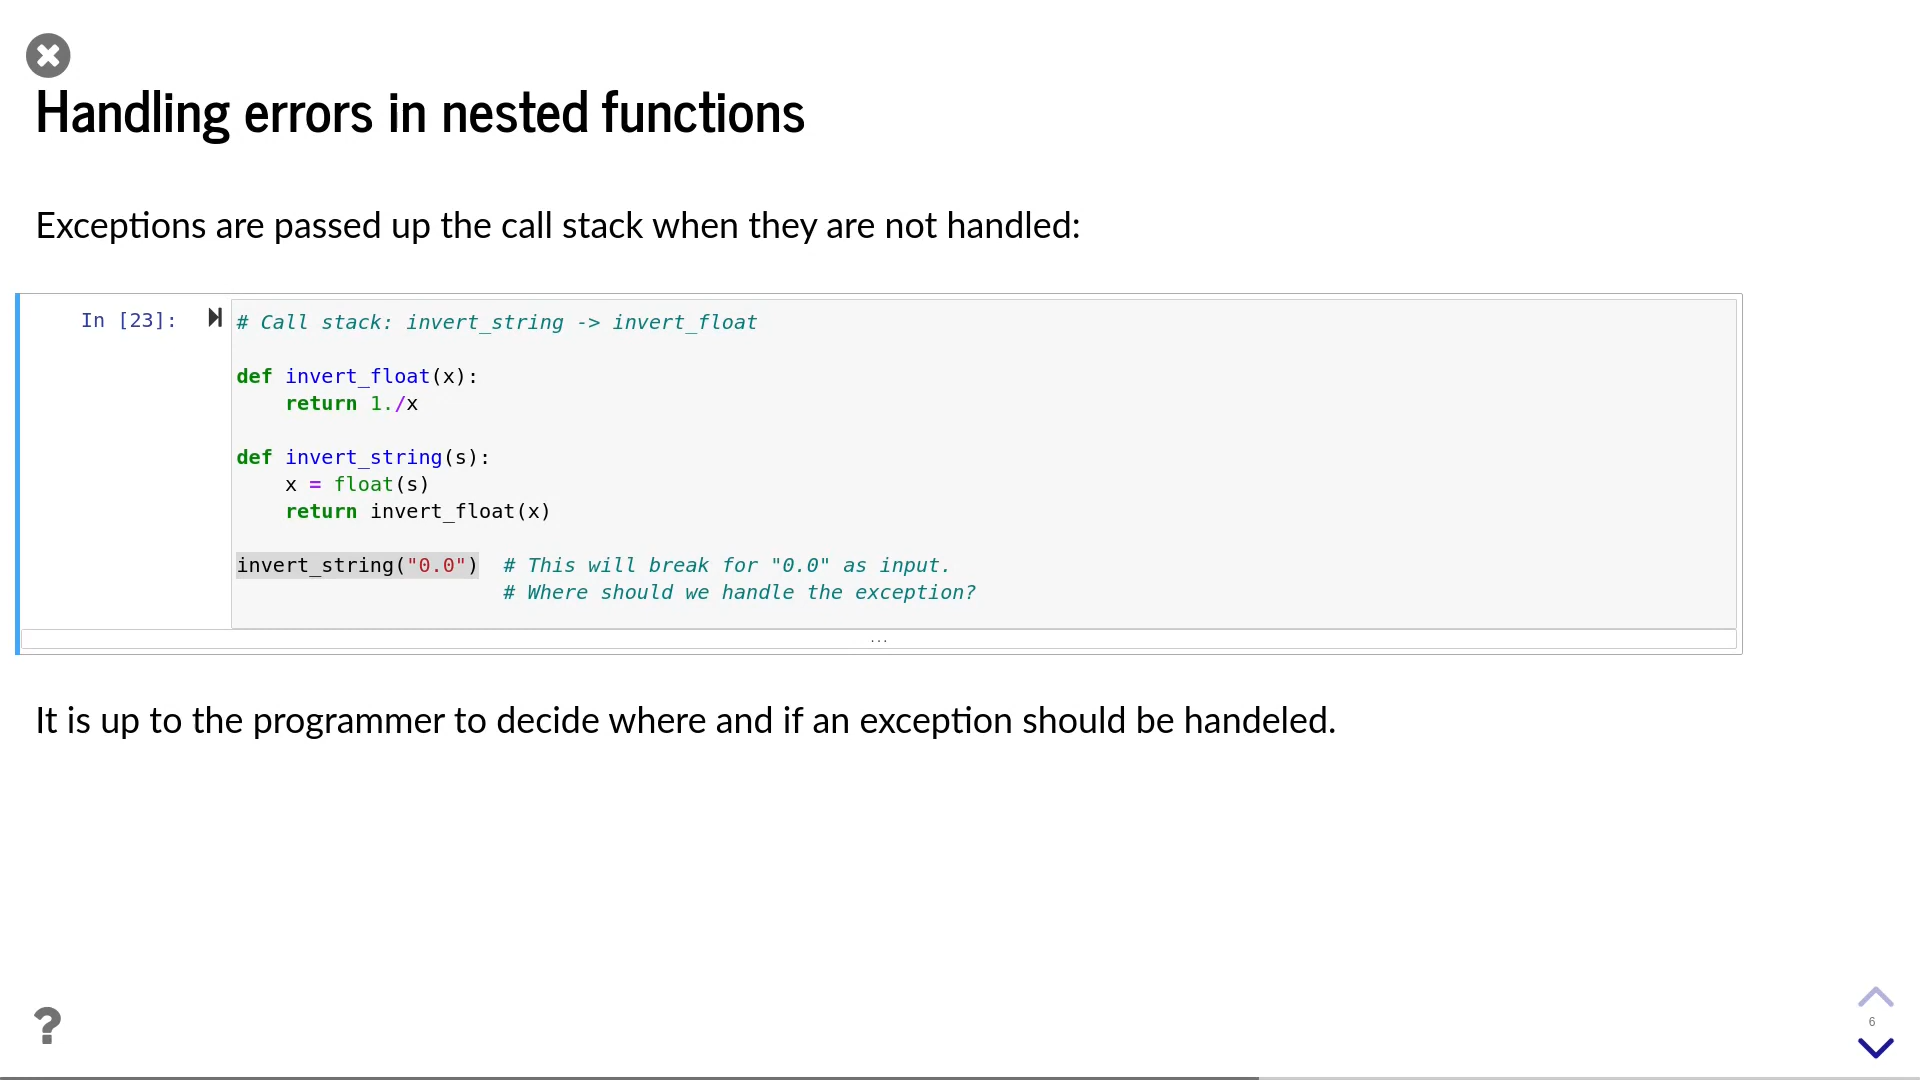 Handling errors in nested functions
Exceptions are passed up the call stack when they are not handled:
In [23]:
# Call stack: invert_string -> invert_float
def invert_float(x):
    return 1./x
def invert_string(s):
    x = float(s)
    return invert_float(x)
invert_string("0.0")  # This will break for "0.0" as input.
                      # Where should we handle the exception?
...
It is up to the programmer to decide where and if an exception should be handeled.
?
6